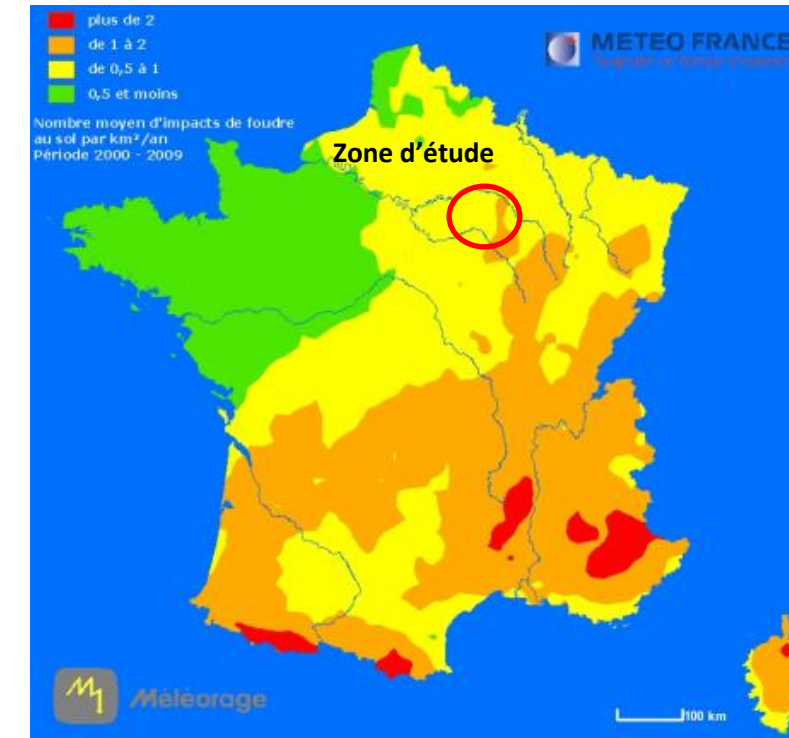 plus de 2
de 1 à 2
de 0,5 à 1
0,5 et moins
Nombre moyen d'impacts de foudre
au sol par km²/an
Période 2000 - 2009
METEO FRANCE
Zone d'étude
Météorage
100 km